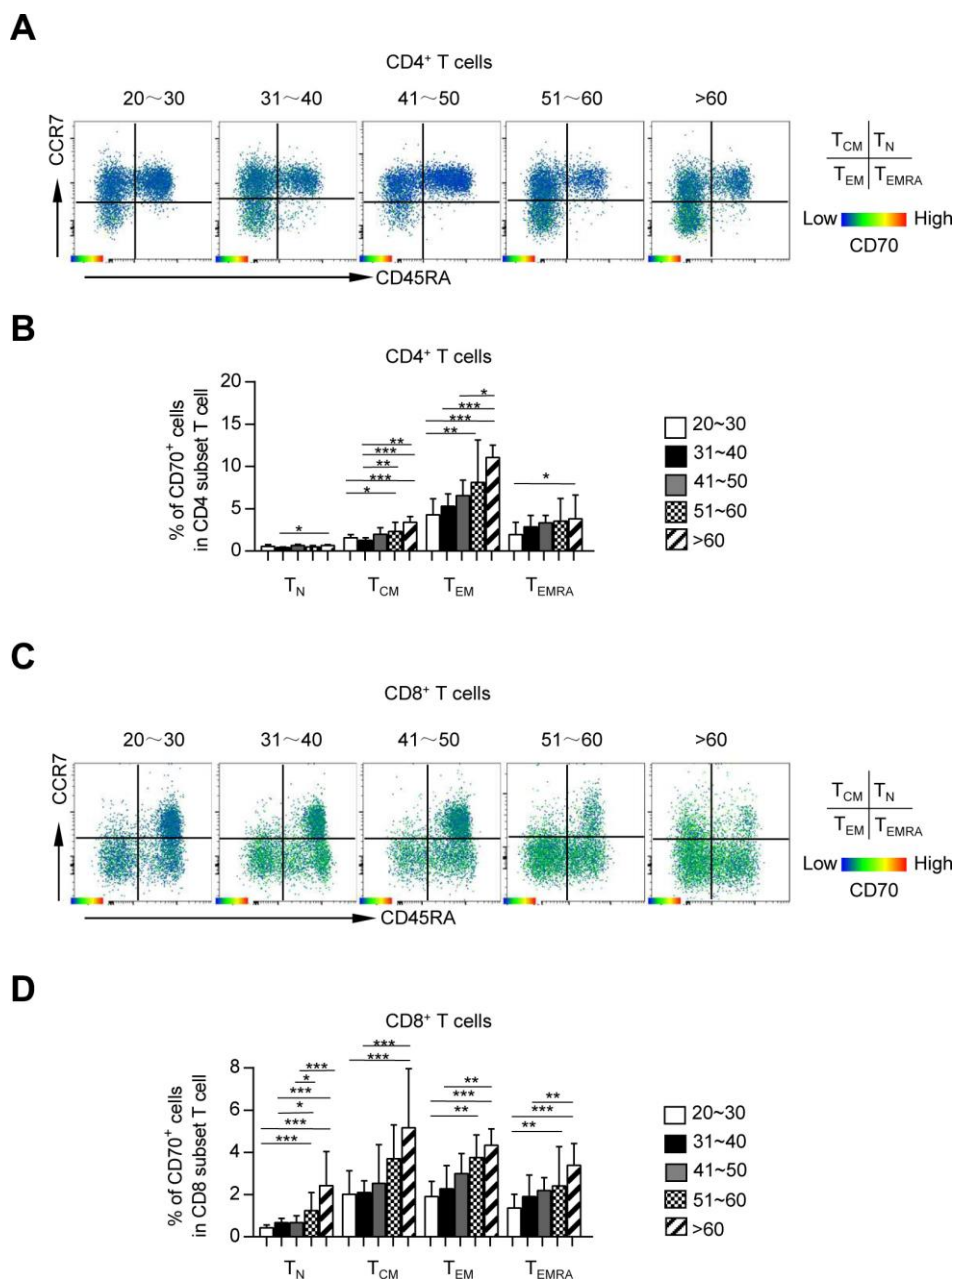 A
CD4⁺ T cells
20～30 31～40 41～50 51～60 >60
CCR7
CD45RA
T_CM T_N
T_EM T_EMRA
Low High
CD70
B
CD4⁺ T cells
% of CD70⁺ cells
in CD4 subset T cell
20
15
10
5
0
*
**
***
**
***
*
*
***
***
**
*
T_N T_CM T_EM T_EMRA
20~30
31~40
41~50
51~60
>60
C
CD8⁺ T cells
20～30 31～40 41～50 51～60 >60
CCR7
CD45RA
T_CM T_N
T_EM T_EMRA
Low High
CD70
D
CD8⁺ T cells
% of CD70⁺ cells
in CD8 subset T cell
8
6
4
2
0
***
*
***
*
***
***
***
***
**
***
**
**
***
**
T_N T_CM T_EM T_EMRA
20~30
31~40
41~50
51~60
>60